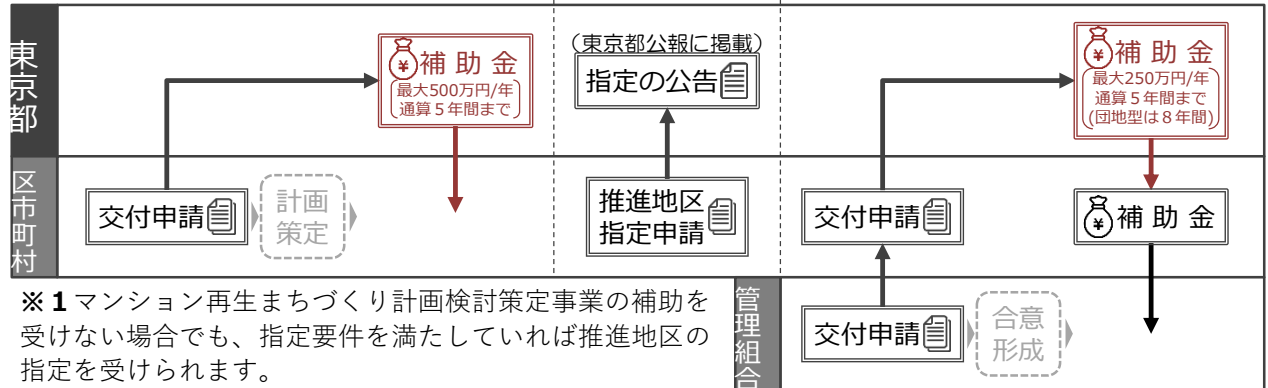 東京都
補助金
最大500万円/年
通算５年間まで
(東京都公報に掲載)
指定の公告
補助金
最大250万円/年
通算５年間まで
(団地型は８年間)
区市町村
交付申請
計画
策定
推進地区
指定申請
交付申請
補助金
※１マンション再生まちづくり計画検討策定事業の補助を
受けない場合でも、指定要件を満たしていれば推進地区の
指定を受けられます。
管理組合
交付申請
合意
形成